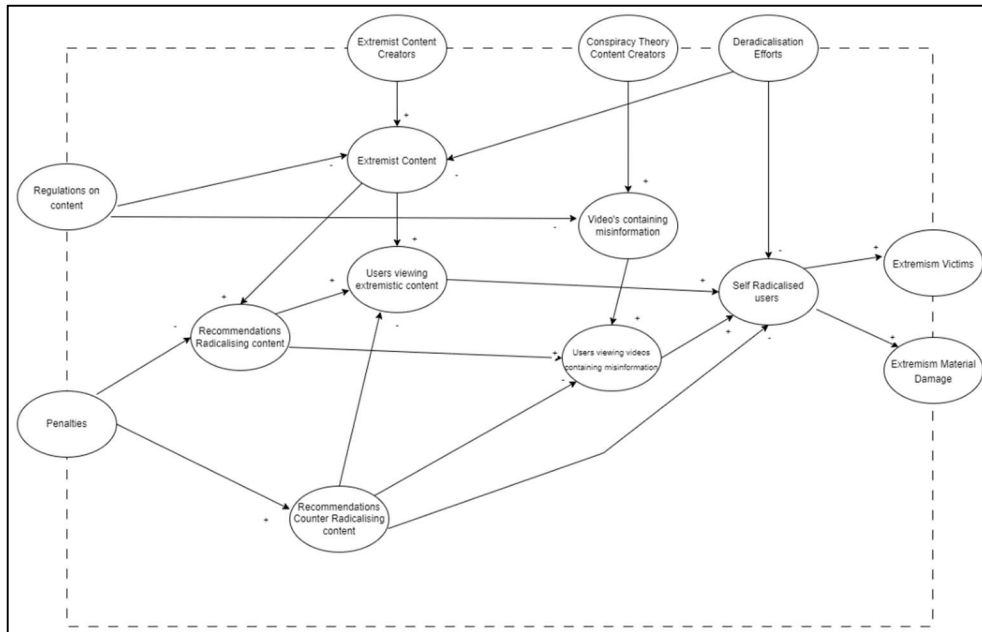 Extremist Content
Creators
Conspiracy Theory
Content Creators
Deradicalisation
Efforts
+
Extremist Content
-
-
Regulations on
content
+
Video's containing
misinformation
-
+
Users viewing
extremistic content
+
+
-
+
-
Self Radicalised
users
+
Extremism Victims
+
Recommendations
Radicalising content
-
+
+
Users viewing videos
containing misinformation
-
+
-
+
Extremism Material
Damage
Penalties
+
Recommendations
Counter Radicalising
content